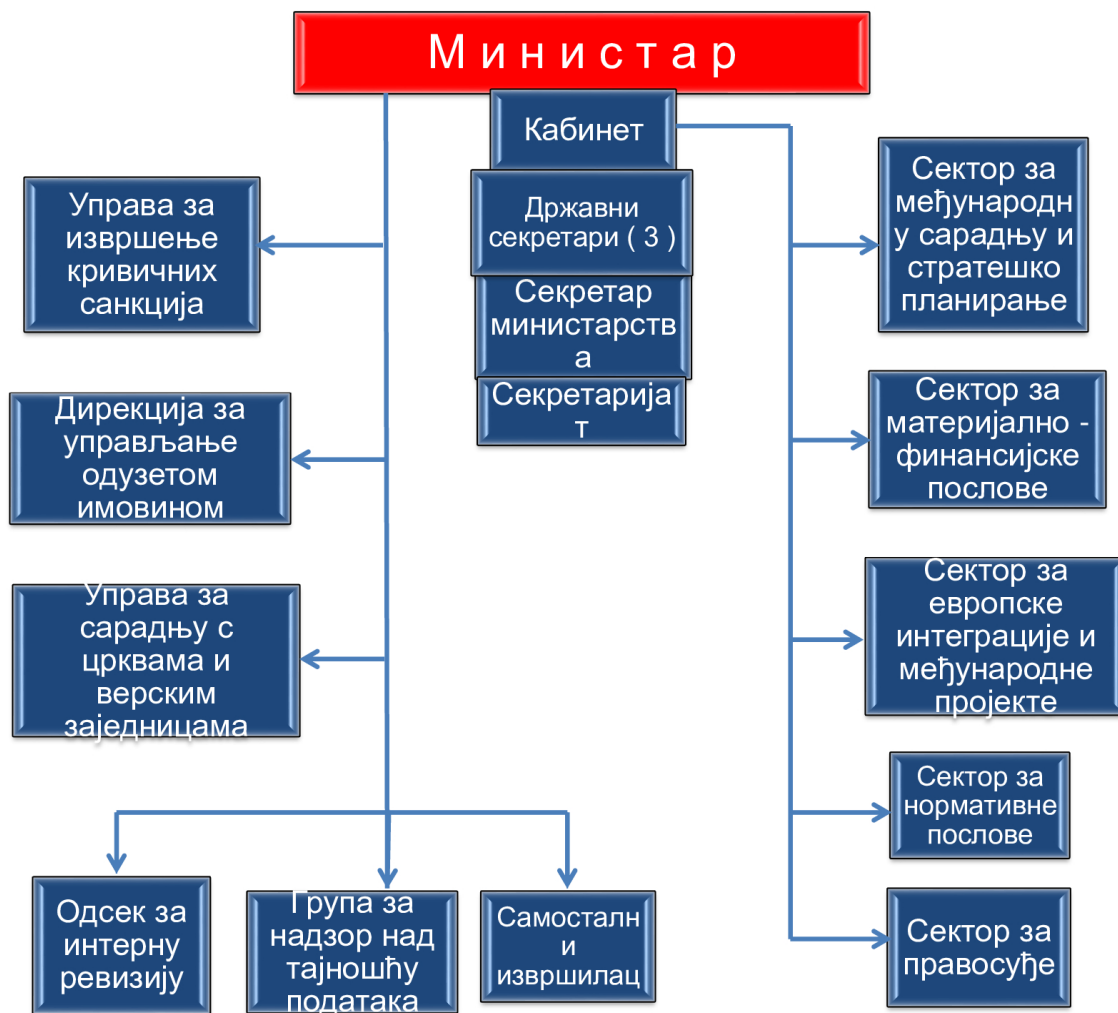 М и н и с т а р
Кабинет
Државни
секретари ( 3 )
Секретар
министарств
а
Секретарија
т
Управа за
извршење
кривичних
санкција
Дирекција за
управљање
одузетом
имовином
Управа за
сарадњу с
црквама и
верским
заједницама
Одсек за
интерну
ревизију
Група за
надзор над
тајношћу
података
Самосталн
и
извршилац
Сектор за
међународн
у сарадњу и
стратешко
планирање
Сектор за
материјално -
финансијске
послове
Сектор за
европске
интеграције и
међународне
пројекте
Сектор за
нормативне
послове
Сектор за
правосуђе